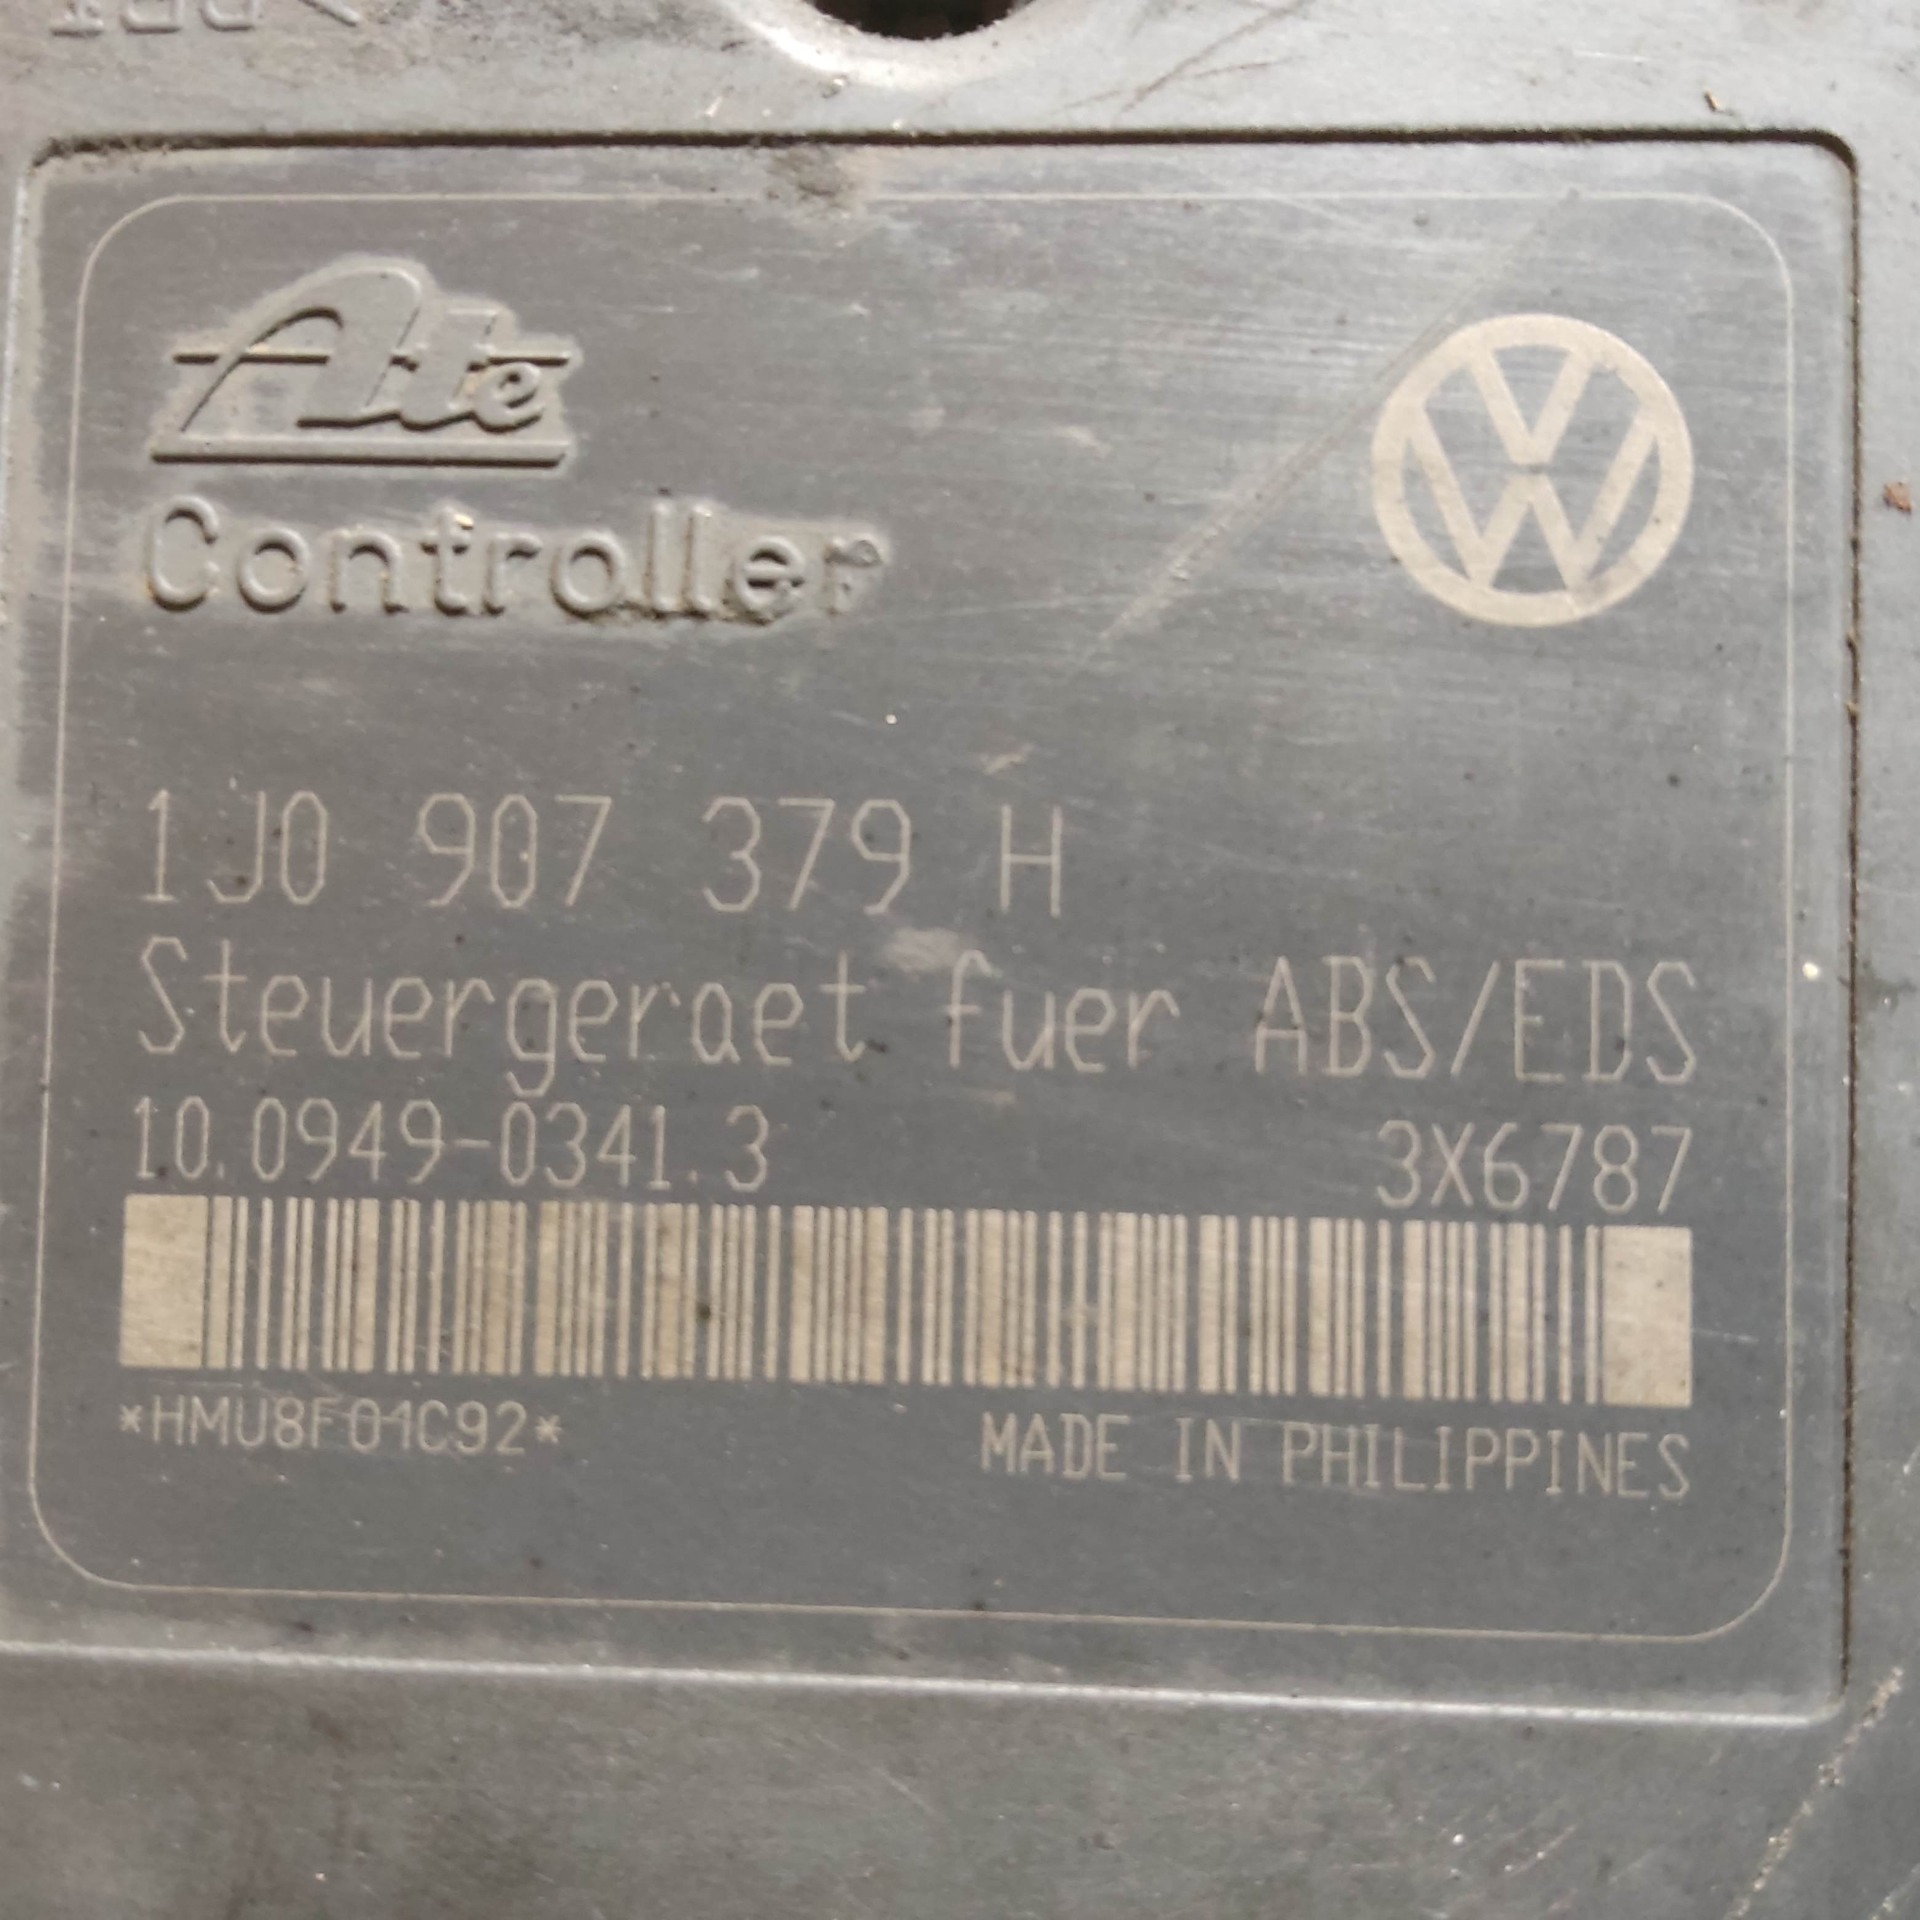 Ate
Controller
1J0 907 379 H
Steuergeraet fuer ABS/EDS
10.0949-0341.3
3X6787
*HMU8F01C92*
MADE IN PHILIPPINES